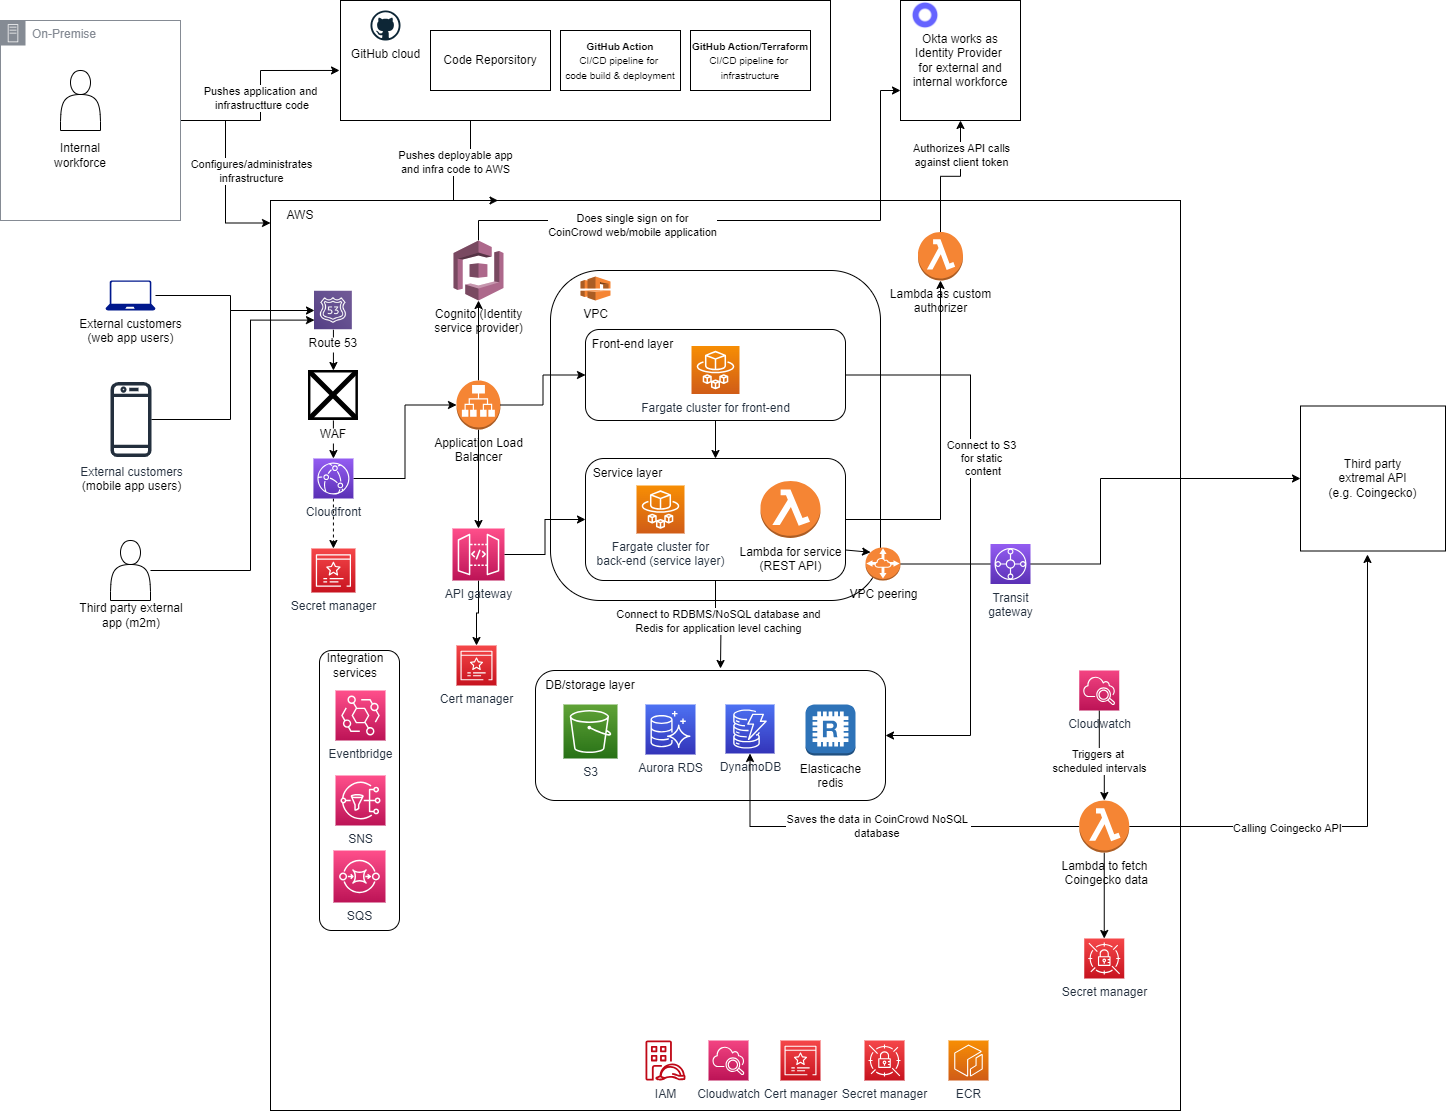 On-Premise
Internal
workforce
GitHub cloud
Code Reporsitory
GitHub Action
CI/CD pipeline for
code build & deployment
GitHub Action/Terraform
CI/CD pipeline for
infrastructure
Okta works as
Identity Provider
for external and
internal workforce
Pushes application and
infrastructture code
Configures/administrates
infrastructure
Pushes deployable app
and infra code to AWS
Authorizes API calls
against client token
AWS
Does single sign on for
CoinCrowd web/mobile application
External customers
(web app users)
External customers
(mobile app users)
Third party external
app (m2m)
53
Route 53
WAF
Cloudfront
Secret manager
Cognito (Identity
service provider)
Application Load
Balancer
API gateway
Cert manager
VPC
Front-end layer
Fargate cluster for front-end
Service layer
Fargate cluster for
back-end (service layer)
Lambda for service
(REST API)
Lambda as custom
authorizer
Connect to S3
for static
content
VPC peering
Transit
gateway
Third party
extremal API
(e.g. Coingecko)
Connect to RDBMS/NoSQL database and
Redis for application level caching
DB/storage layer
S3
Aurora RDS
DynamoDB
R
Elasticache
redis
Integration
services
Eventbridge
SNS
SQS
Cloudwatch
Triggers at
scheduled intervals
Saves the data in CoinCrowd NoSQL
database
Calling Coingecko API
Lambda to fetch
Coingecko data
Secret manager
IAM
Cloudwatch
Cert manager
Secret manager
ECR